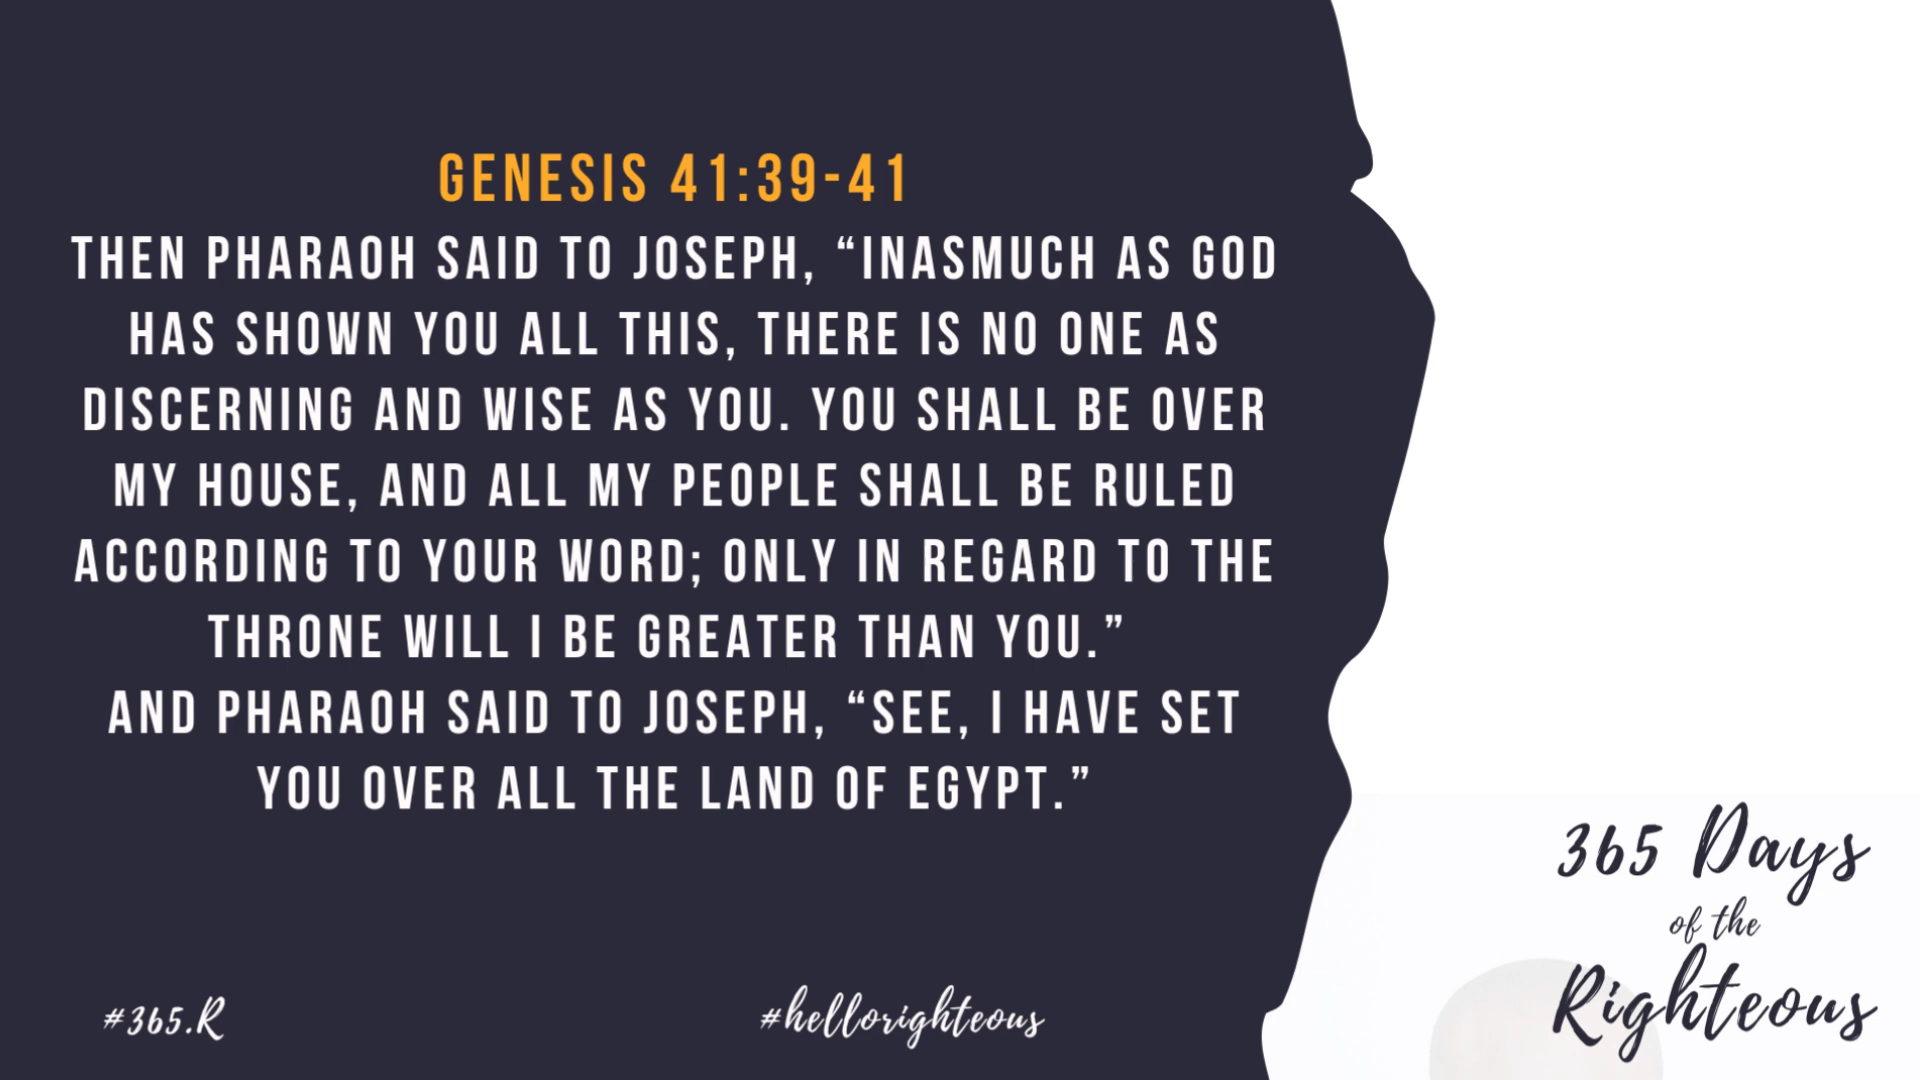 GENESIS 41:39-41
THEN PHARAOH SAID TO JOSEPH, “INASMUCH AS GOD
HAS SHOWN YOU ALL THIS, THERE IS NO ONE AS
DISCERNING AND WISE AS YOU. YOU SHALL BE OVER
MY HOUSE, AND ALL MY PEOPLE SHALL BE RULED
ACCORDING TO YOUR WORD; ONLY IN REGARD TO THE
THRONE WILL I BE GREATER THAN YOU.”
AND PHARAOH SAID TO JOSEPH, “SEE, I HAVE SET
YOU OVER ALL THE LAND OF EGYPT.”
365 Days
of the
Righteous
#365.R
#hellorighteous